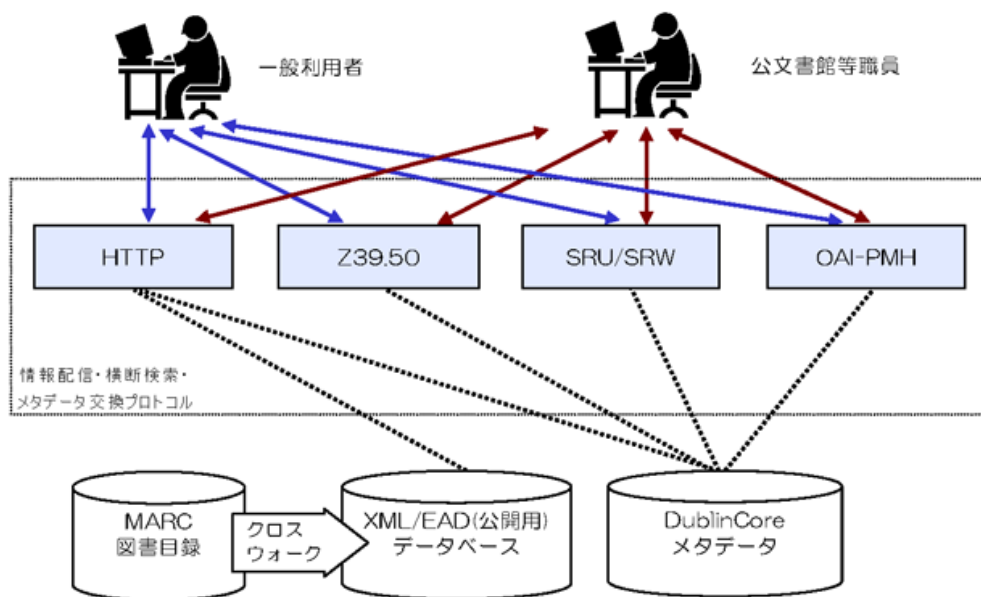 一般利用者
公文書館等職員
HTTP
Z39.50
SRU/SRW
OAI-PMH
情報配信・横断検索・
メタデータ交換プロトコル
MARC
図書目録
クロス
ウォーク
XML/EAD(公開用)
データベース
DublinCore
メタデータ